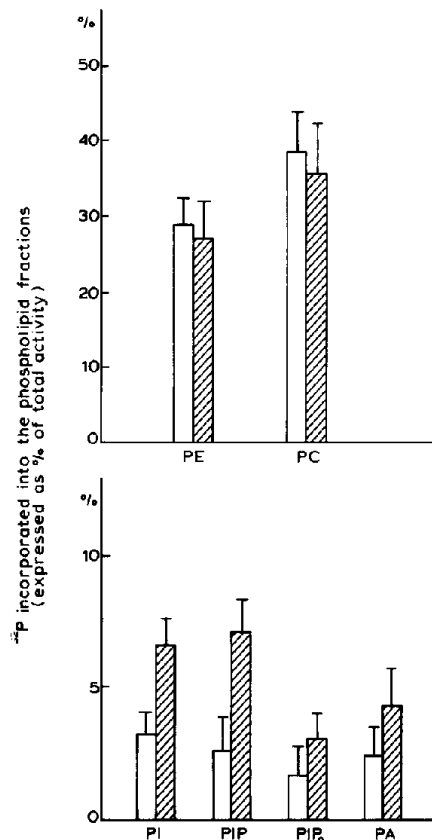 %
50
40
30
20
10
0
PE
PC
³²P incorporated into the phospholipid fractions
(expressed as % of total activity)
%
10
5
0
PI
PIP
PIP₂
PA